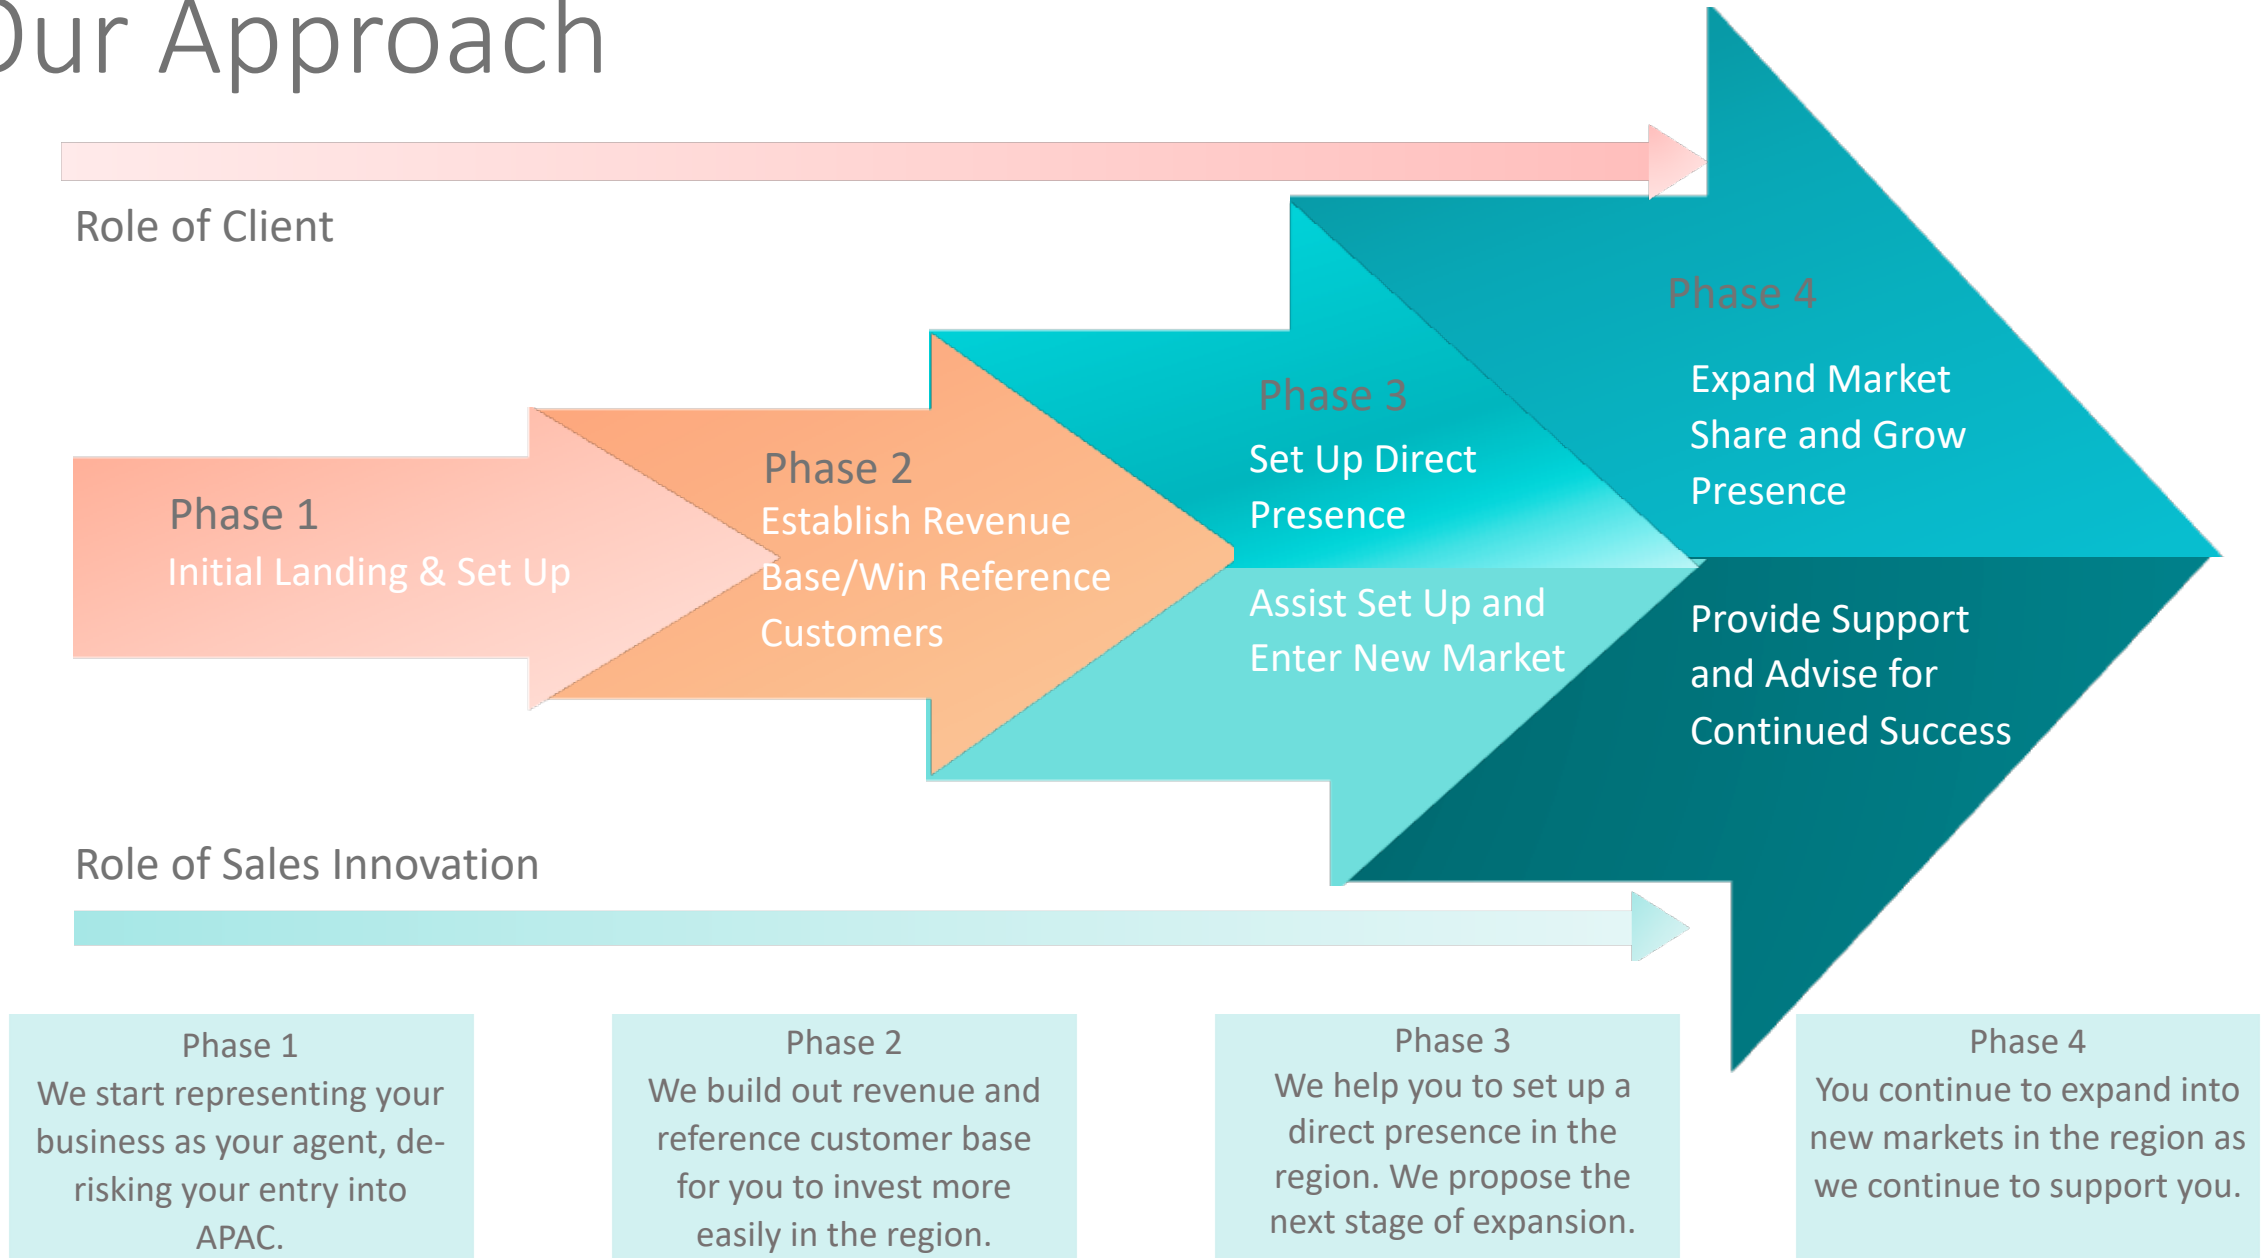 Our Approach
Role of Client
Phase 1
Initial Landing & Set Up
Phase 2
Establish Revenue
Base/Win Reference
Customers
Phase 3
Set Up Direct
Presence
Assist Set Up and
Enter New Market
Phase 4
Expand Market
Share and Grow
Presence
Provide Support
and Advise for
Continued Success
Role of Sales Innovation
Phase 1
We start representing your
business as your agent, de-
risking your entry into
APAC.
Phase 2
We build out revenue and
reference customer base
for you to invest more
easily in the region.
Phase 3
We help you to set up a
direct presence in the
region. We propose the
next stage of expansion.
Phase 4
You continue to expand into
new markets in the region as
we continue to support you.